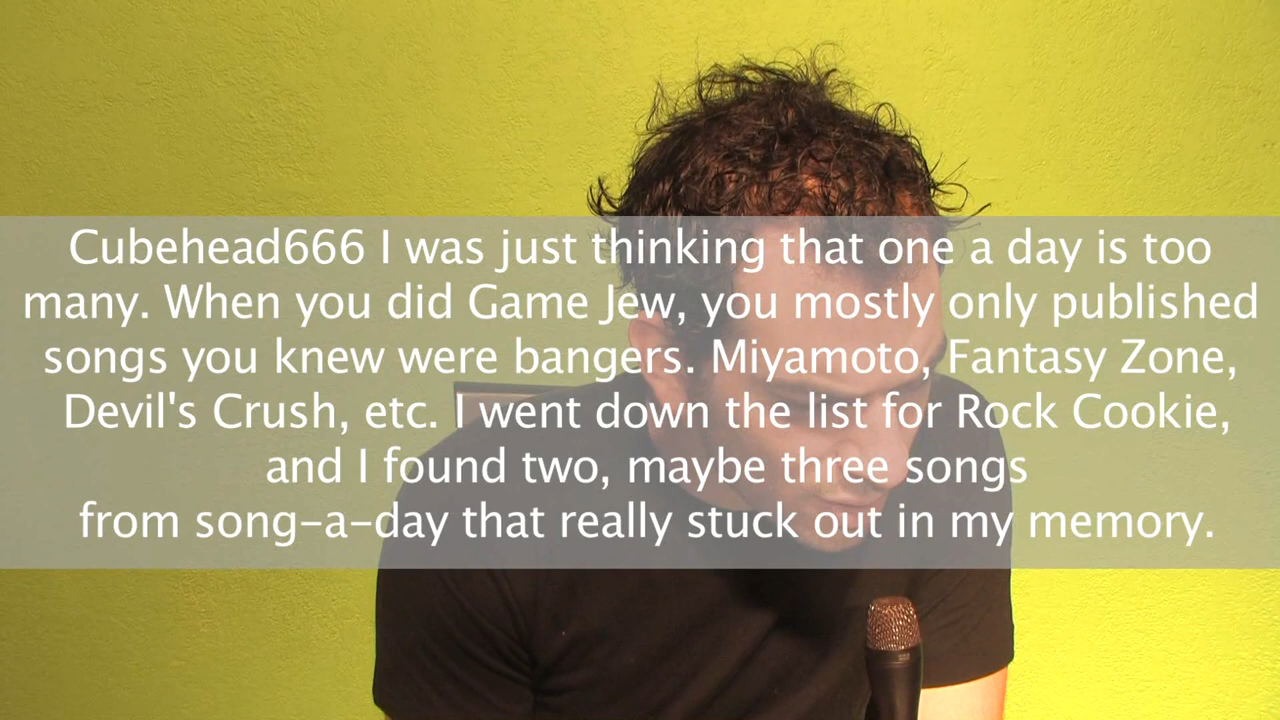 Cubehead666 I was just thinking that one a day is too
many. When you did Game Jew, you mostly only published
songs you knew were bangers. Miyamoto, Fantasy Zone,
Devil's Crush, etc. I went down the list for Rock Cookie,
and I found two, maybe three songs
from song-a-day that really stuck out in my memory.